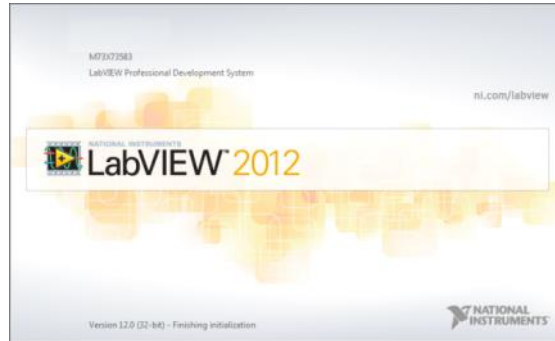 M73X73583
LabVIEW Professional Development System
ni.com/labview
NATIONAL INSTRUMENTS
LabVIEW™ 2012
Version 12.0 (32-bit) - Finishing initialization
NATIONAL
INSTRUMENTS